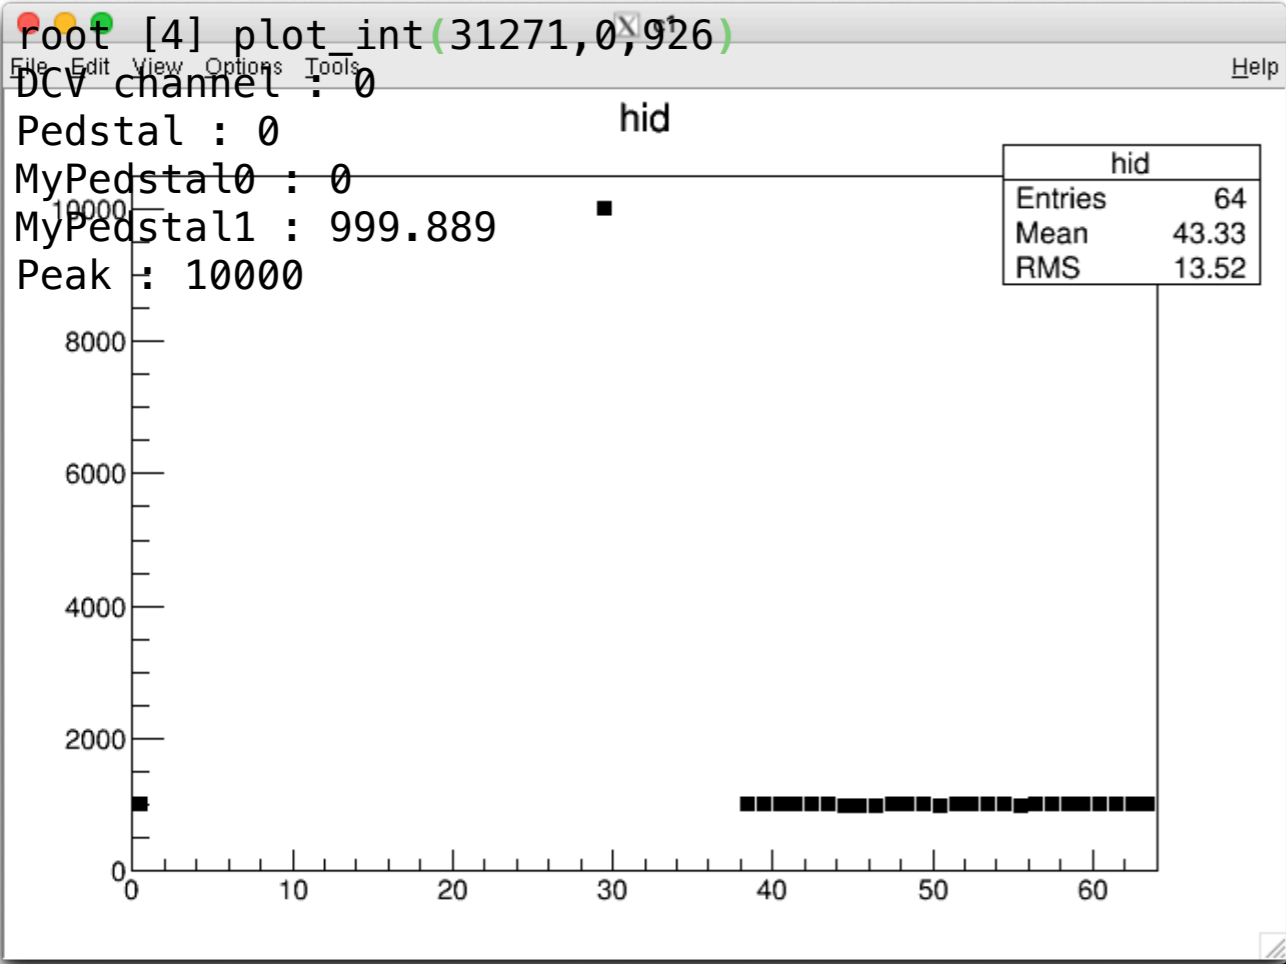 root [4] plot_int(31271,0,926)
c1
File Edit View Options Tools Help
DCV channel : 0
hid
Pedstal : 0
MyPedstal0 : 0
MyPedstal1 : 999.889
Peak : 10000
hid
Entries 64
Mean 43.33
RMS 13.52
10000
8000
6000
4000
2000
0
0 10 20 30 40 50 60